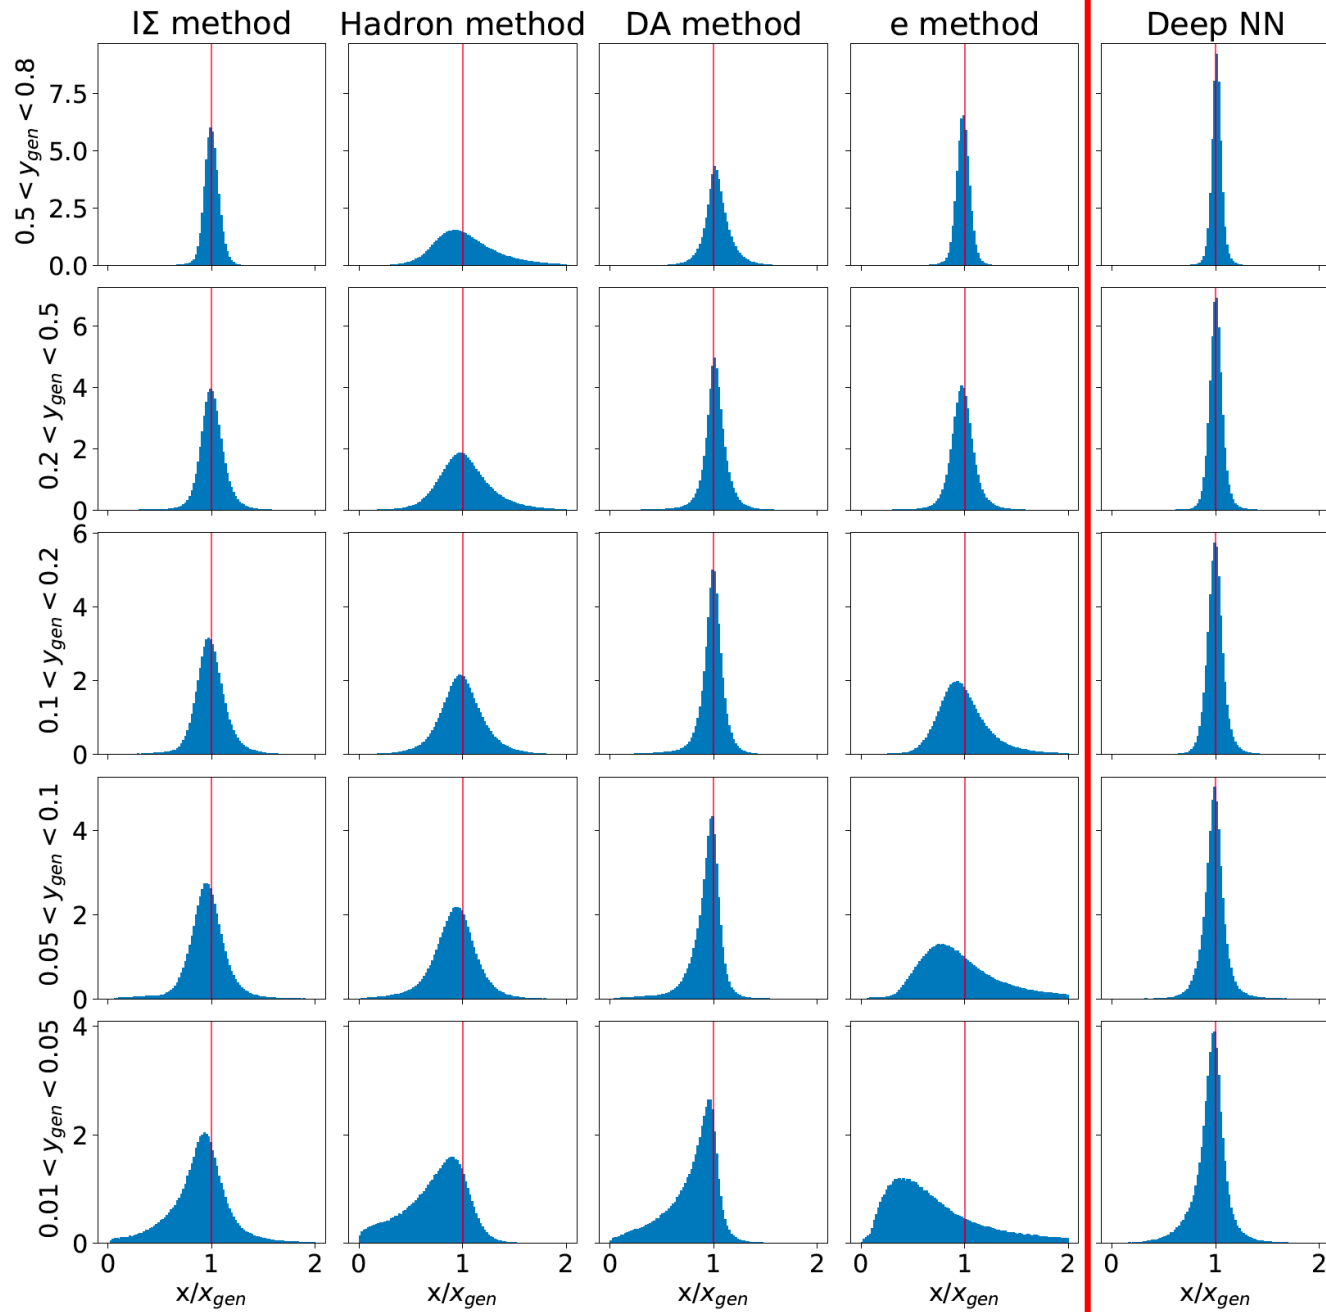 IΣ method Hadron method DA method e method Deep NN
0.5 < y_gen < 0.8
7.5
5.0
2.5
0.0
0.2 < y_gen < 0.5
6
4
2
0
0.1 < y_gen < 0.2
6
4
2
0
0.05 < y_gen < 0.1
4
2
0
0.01 < y_gen < 0.05
4
2
0
0 1 2 0 1 2 0 1 2 0 1 2 0 1 2
x/x_gen x/x_gen x/x_gen x/x_gen x/x_gen